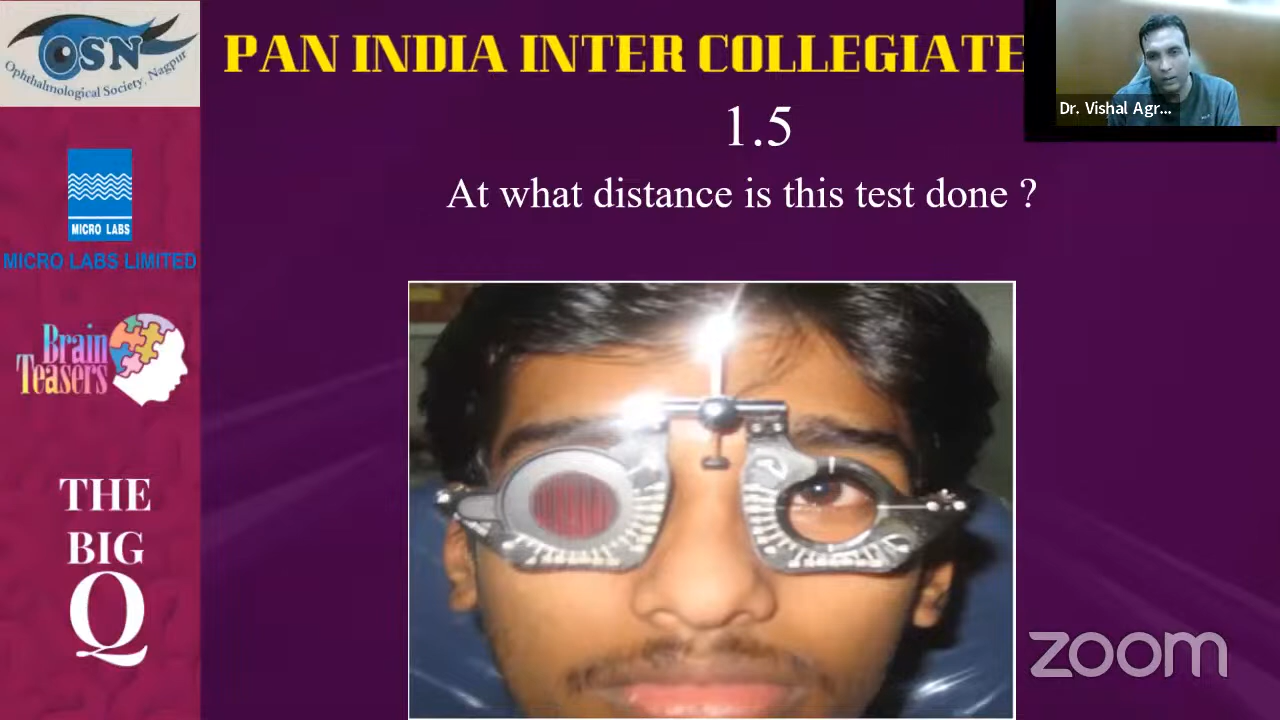 OSN
Ophthalmological Society, Nagpur
PAN INDIA INTER COLLEGIATE
Dr. Vishal Agr...
1.5
At what distance is this test done ?
MICRO LABS
MICRO LABS LIMITED
Brain
Teasers
THE
BIG
Q
zoom